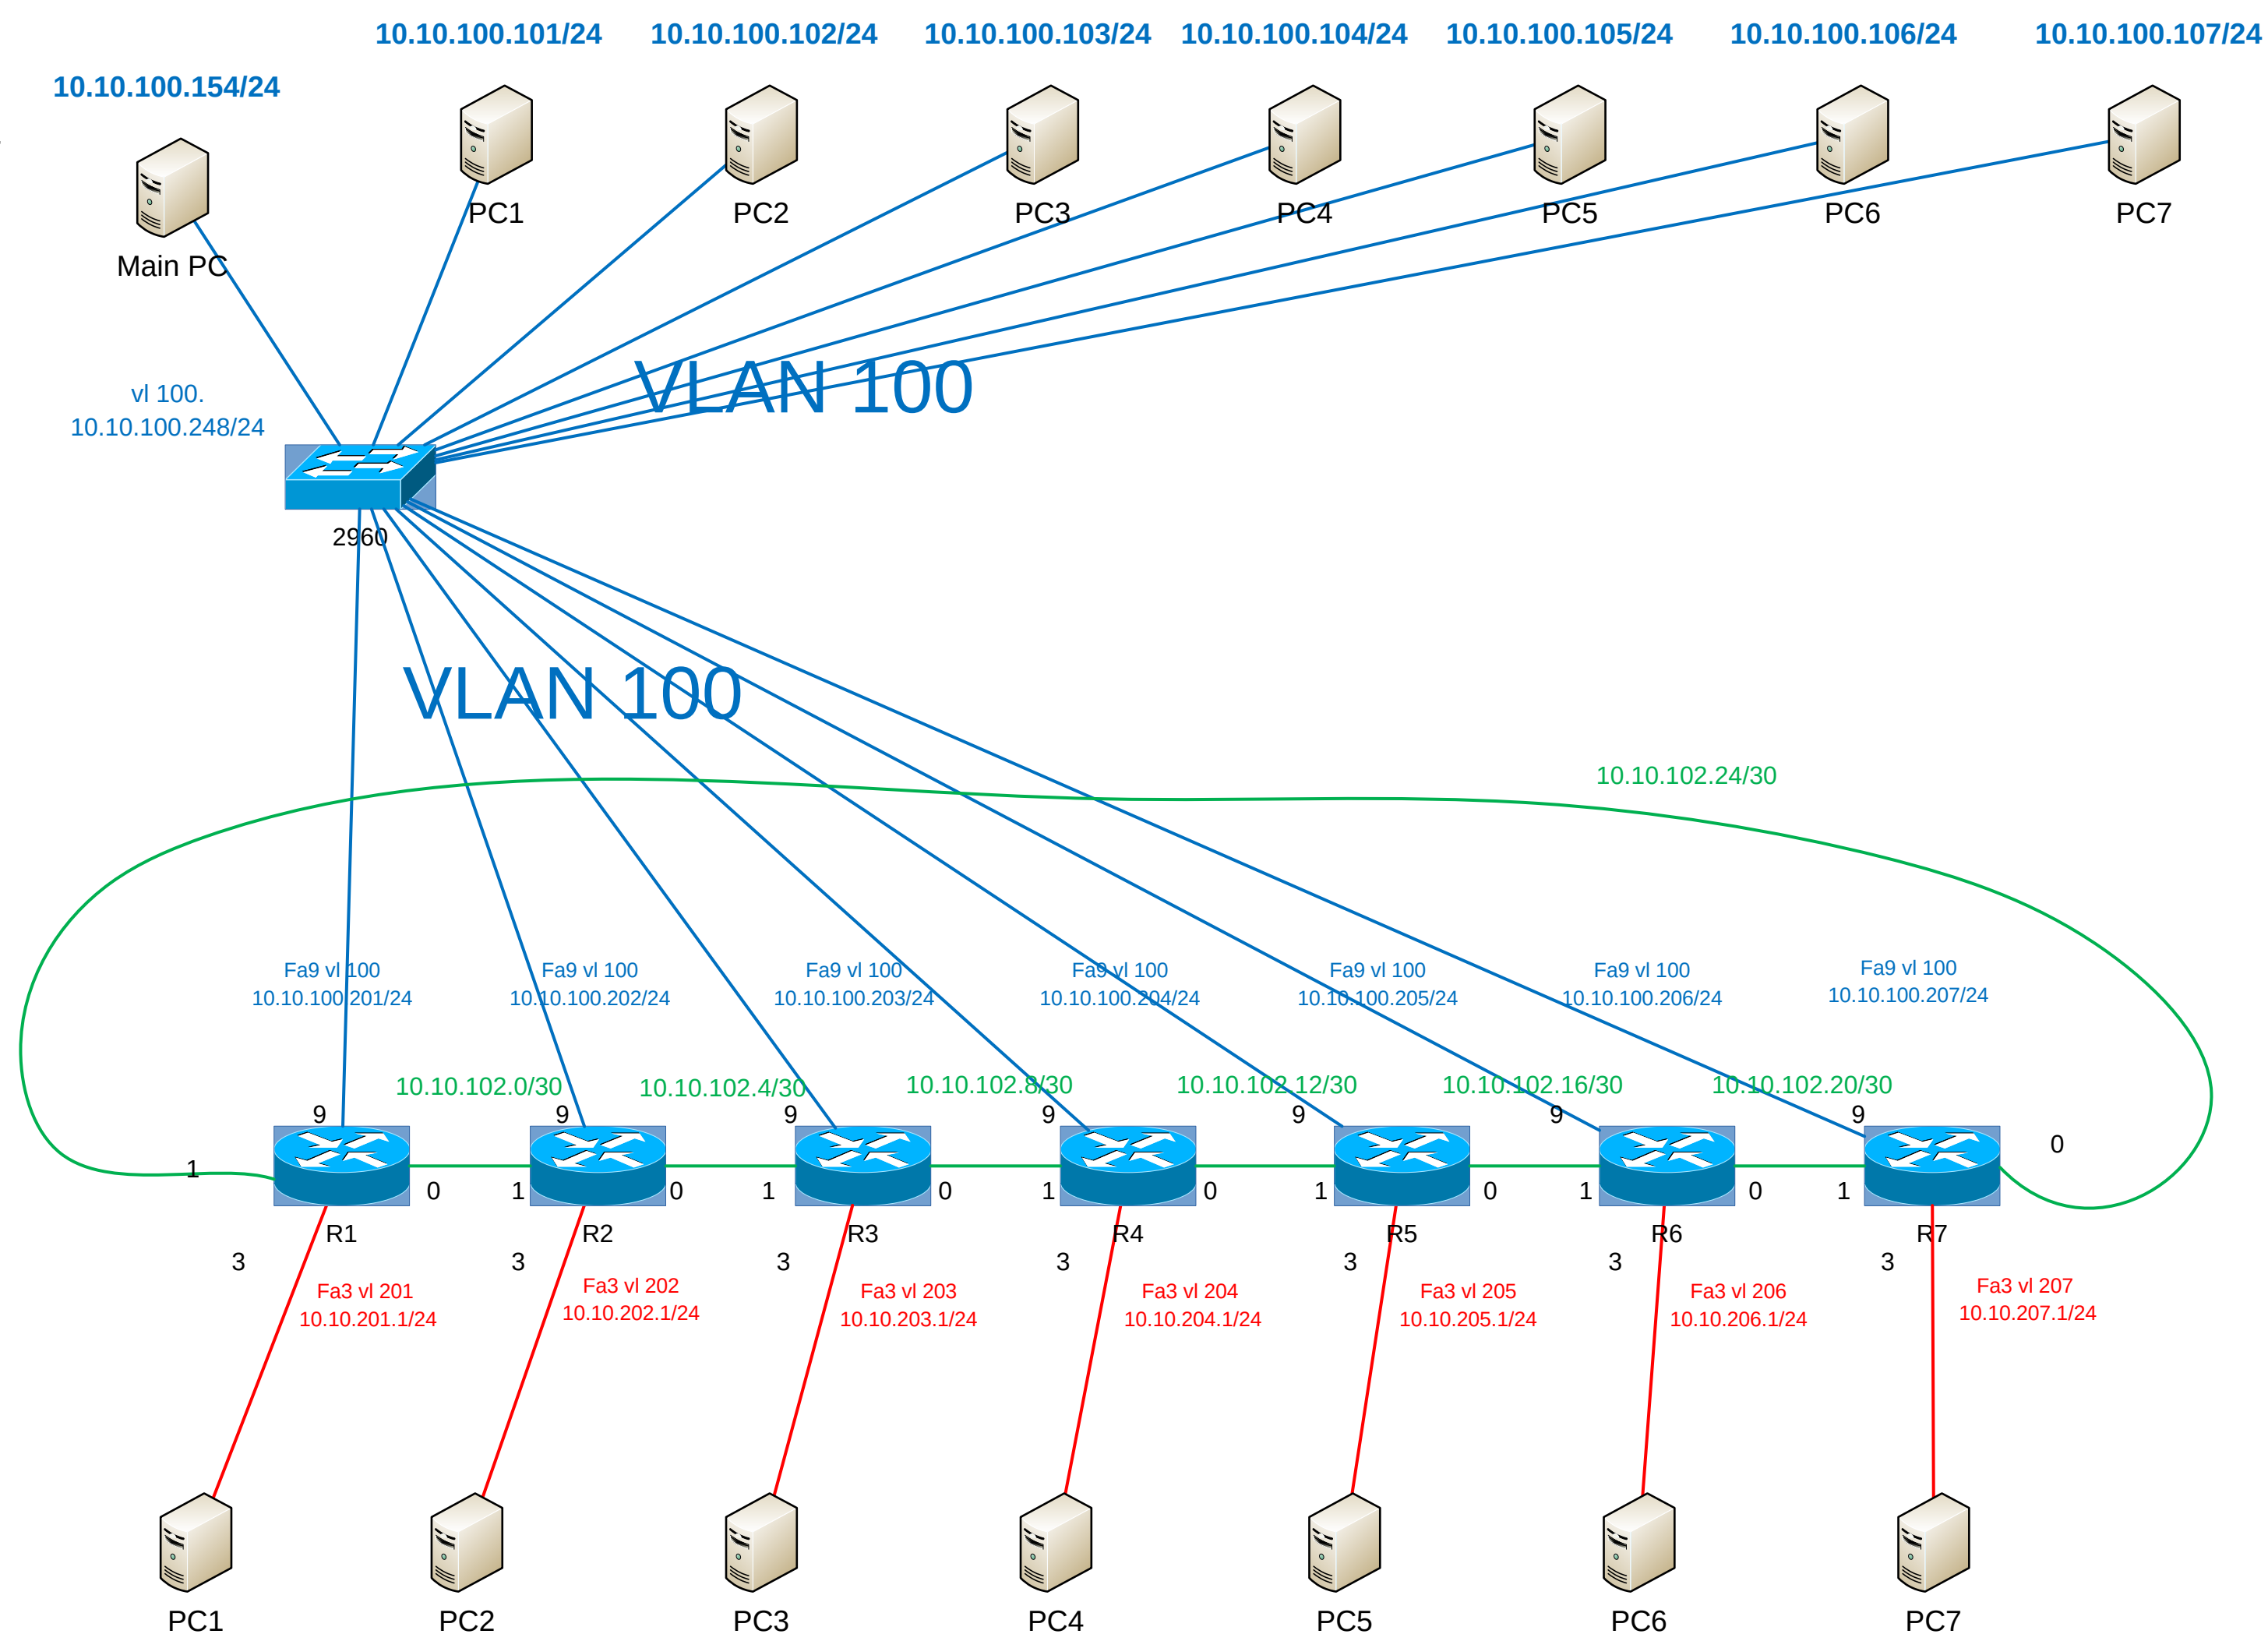 10.10.100.101/24
10.10.100.102/24
10.10.100.103/24
10.10.100.104/24
10.10.100.105/24
10.10.100.106/24
10.10.100.107/24
10.10.100.154/24
PC1
PC2
PC3
PC4
PC5
PC6
PC7
Main PC
VLAN 100
vl 100.
10.10.100.248/24
2960
VLAN 100
10.10.102.24/30
Fa9 vl 100
10.10.100.201/24
Fa9 vl 100
10.10.100.202/24
Fa9 vl 100
10.10.100.203/24
Fa9 vl 100
10.10.100.204/24
Fa9 vl 100
10.10.100.205/24
Fa9 vl 100
10.10.100.206/24
Fa9 vl 100
10.10.100.207/24
10.10.102.0/30
10.10.102.4/30
10.10.102.8/30
10.10.102.12/30
10.10.102.16/30
10.10.102.20/30
9
9
9
9
9
9
9
0
1
0
1
0
1
0
1
0
1
0
1
0
1
R1
R2
R3
R4
R5
R6
R7
3
3
3
3
3
3
3
Fa3 vl 201
10.10.201.1/24
Fa3 vl 202
10.10.202.1/24
Fa3 vl 203
10.10.203.1/24
Fa3 vl 204
10.10.204.1/24
Fa3 vl 205
10.10.205.1/24
Fa3 vl 206
10.10.206.1/24
Fa3 vl 207
10.10.207.1/24
PC1
PC2
PC3
PC4
PC5
PC6
PC7